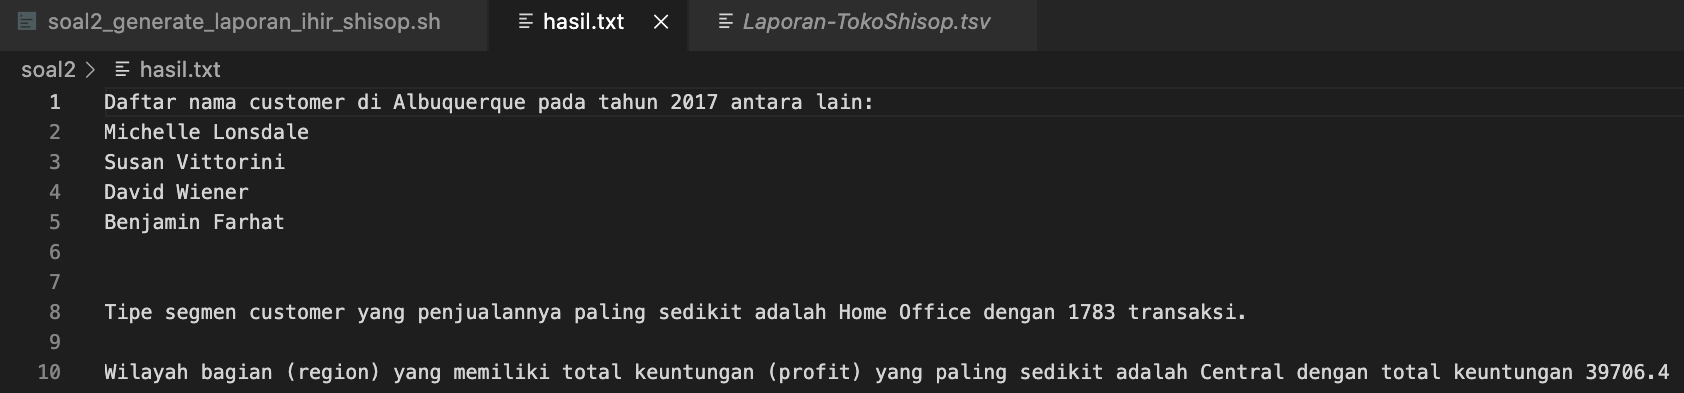 soal2_generate_laporan_ihir_shisop.sh hasil.txt Laporan-TokoShisop.tsv
soal2 > hasil.txt
1 Daftar nama customer di Albuquerque pada tahun 2017 antara lain:
2 Michelle Lonsdale
3 Susan Vittorini
4 David Wiener
5 Benjamin Farhat
6
7
8 Tipe segmen customer yang penjualannya paling sedikit adalah Home Office dengan 1783 transaksi.
9
10 Wilayah bagian (region) yang memiliki total keuntungan (profit) yang paling sedikit adalah Central dengan total keuntungan 39706.4